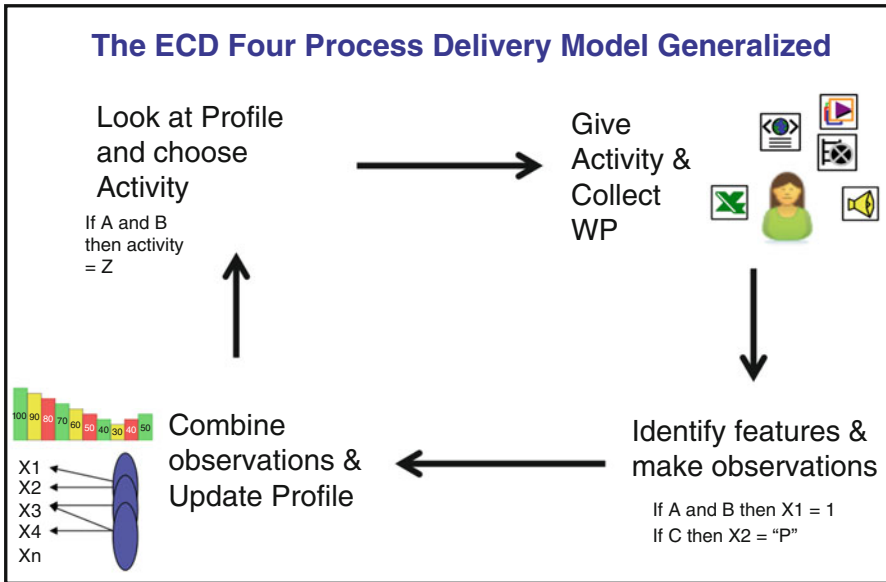 The ECD Four Process Delivery Model Generalized
Look at Profile
and choose
Activity
If A and B
then activity
= Z
Give
Activity &
Collect
WP
Identify features &
make observations
If A and B then X1 = 1
If C then X2 = “P”
Combine
observations &
Update Profile
100 90 80 70 60 50 40 30 40 50
X1
X2
X3
X4
Xn